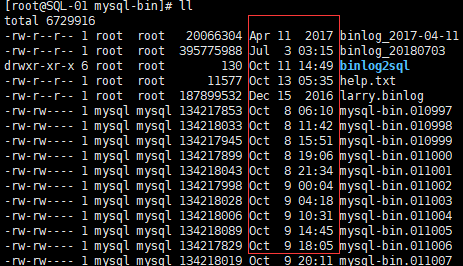 [root@SQL-01 mysql-bin]# ll
total 6729916
-rw-r--r-- 1 root  root   20066304 Apr 11  2017 binlog_2017-04-11
-rw-r--r-- 1 root  root  395775988 Jul  3 03:15 binlog_20180703
drwxr-xr-x 6 root  root        130 Oct 11 14:49 binlog2sql
-rw-r--r-- 1 root  root      11577 Oct 13 05:35 help.txt
-rw-r--r-- 1 root  root  187899532 Dec 15  2016 larry.binlog
-rw-rw---- 1 mysql mysql 134217853 Oct  8 06:10 mysql-bin.010997
-rw-rw---- 1 mysql mysql 134218033 Oct  8 11:42 mysql-bin.010998
-rw-rw---- 1 mysql mysql 134217945 Oct  8 15:51 mysql-bin.010999
-rw-rw---- 1 mysql mysql 134217899 Oct  8 19:06 mysql-bin.011000
-rw-rw---- 1 mysql mysql 134218043 Oct  8 21:34 mysql-bin.011001
-rw-rw---- 1 mysql mysql 134217998 Oct  9 00:04 mysql-bin.011002
-rw-rw---- 1 mysql mysql 134218028 Oct  9 04:18 mysql-bin.011003
-rw-rw---- 1 mysql mysql 134218006 Oct  9 10:31 mysql-bin.011004
-rw-rw---- 1 mysql mysql 134218089 Oct  9 14:45 mysql-bin.011005
-rw-rw---- 1 mysql mysql 134217829 Oct  9 18:05 mysql-bin.011006
-rw-rw---- 1 mysql mysql 134218019 Oct  9 20:11 mysql-bin.011007